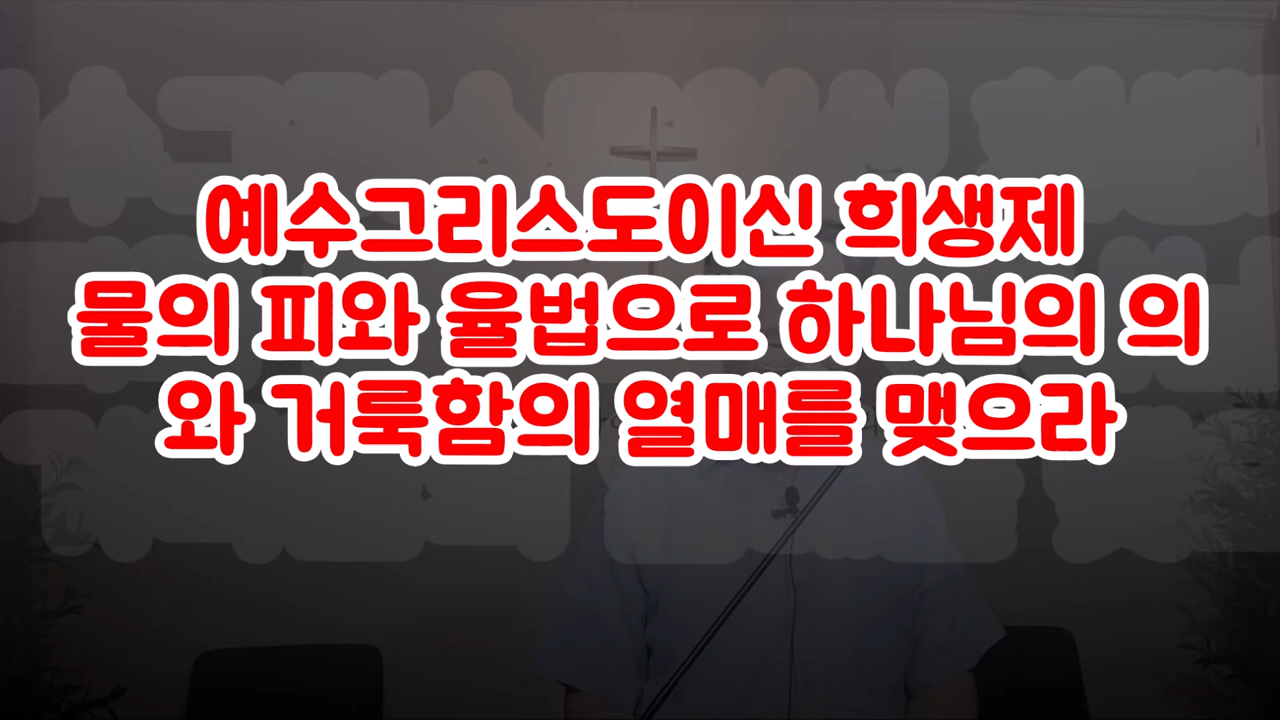 예수그리스도이신 희생제
물의 피와 율법으로 하나님의 의
와 거룩함의 열매를 맺으라